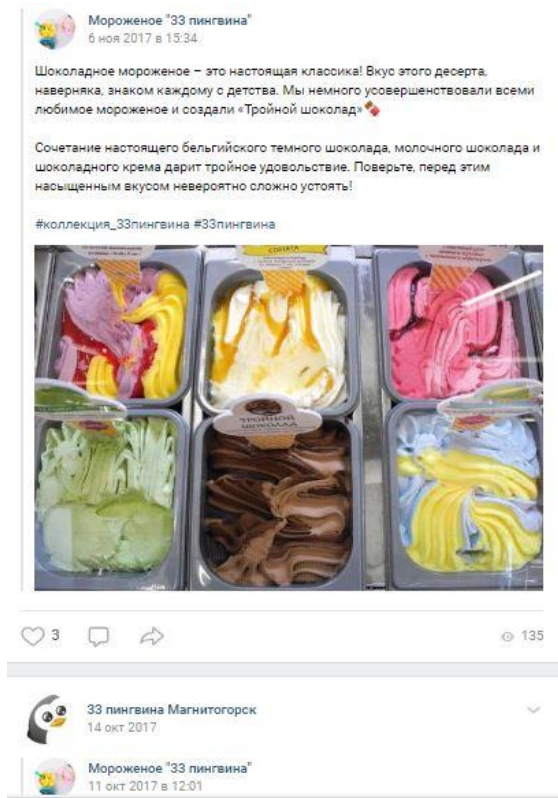 Мороженое "33 пингвина"
6 ноя 2017 в 15:34
Шоколадное мороженое – это настоящая классика! Вкус этого десерта,
наверняка, знаком каждому с детства. Мы немного усовершенствовали всеми
любимое мороженое и создали «Тройной шоколад»
Сочетание настоящего бельгийского темного шоколада, молочного шоколада и
шоколадного крема дарит тройное удовольствие. Поверьте, перед этим
насыщенным вкусом невероятно сложно устоять!
#коллекция_33пингвина #33пингвина
СОНАТА
ТРОЙНОЙ
ШОКОЛАД
3
135
33 пингвина Магнитогорск
14 окт 2017
Мороженое "33 пингвина"
11 окт 2017 в 12:01